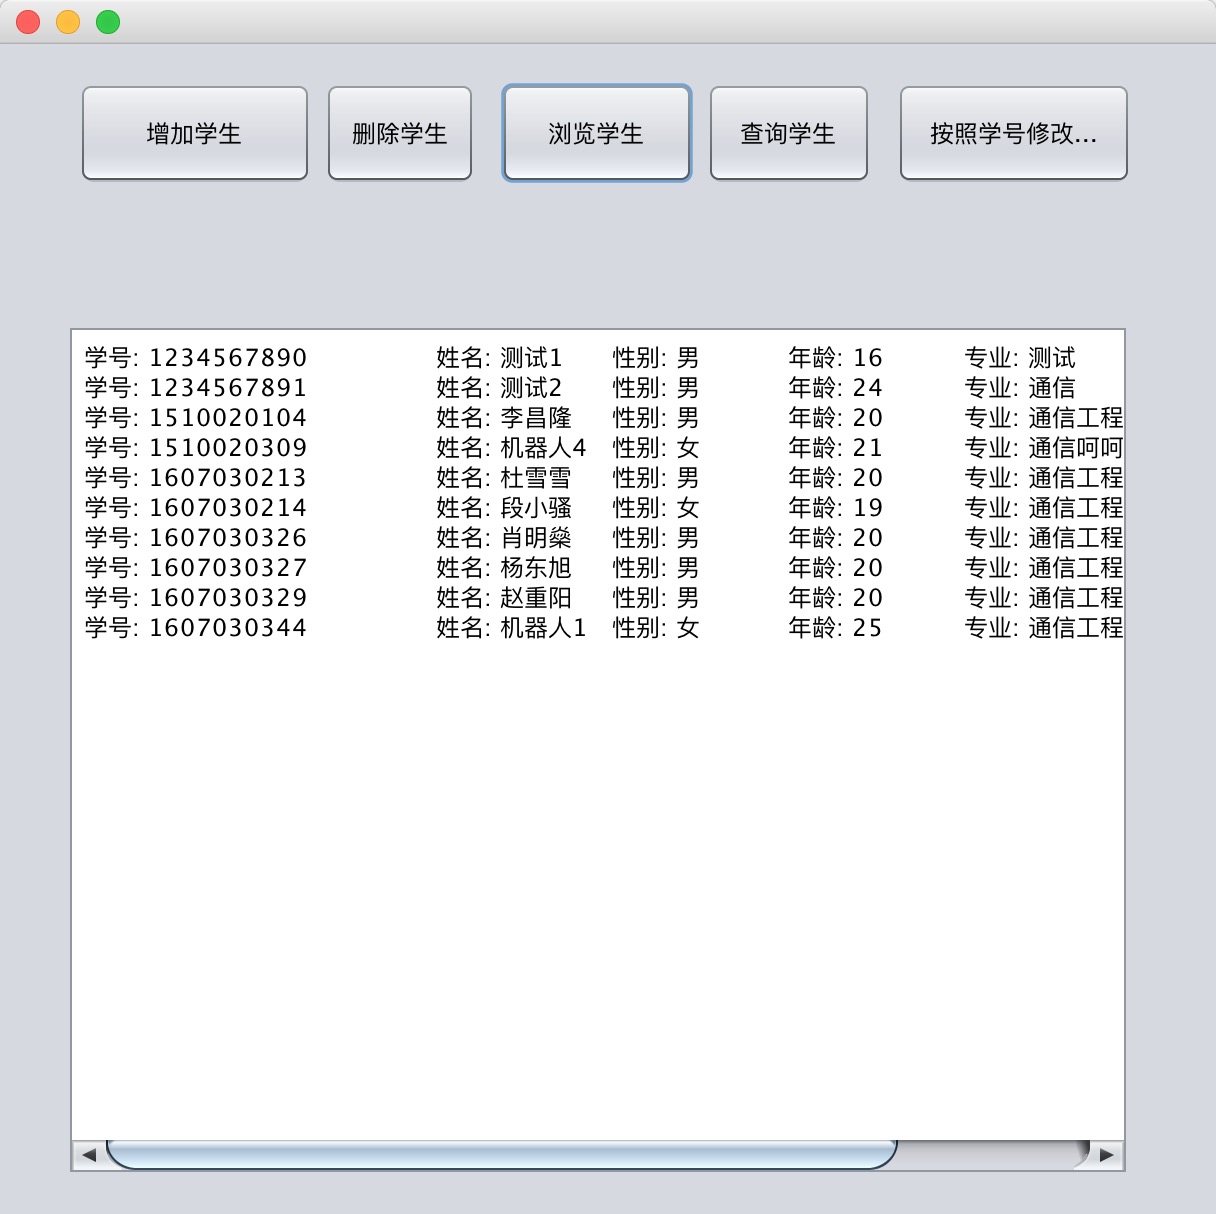 增加学生 删除学生 浏览学生 查询学生 按照学号修改...
学号: 1234567890 姓名: 测试1 性别: 男 年龄: 16 专业: 测试
学号: 1234567891 姓名: 测试2 性别: 男 年龄: 24 专业: 通信
学号: 1510020104 姓名: 李昌隆 性别: 男 年龄: 20 专业: 通信工程
学号: 1510020309 姓名: 机器人4 性别: 女 年龄: 21 专业: 通信呵呵
学号: 1607030213 姓名: 杜雪雪 性别: 男 年龄: 20 专业: 通信工程
学号: 1607030214 姓名: 段小骚 性别: 女 年龄: 19 专业: 通信工程
学号: 1607030326 姓名: 肖明燊 性别: 男 年龄: 20 专业: 通信工程
学号: 1607030327 姓名: 杨东旭 性别: 男 年龄: 20 专业: 通信工程
学号: 1607030329 姓名: 赵重阳 性别: 男 年龄: 20 专业: 通信工程
学号: 1607030344 姓名: 机器人1 性别: 女 年龄: 25 专业: 通信工程